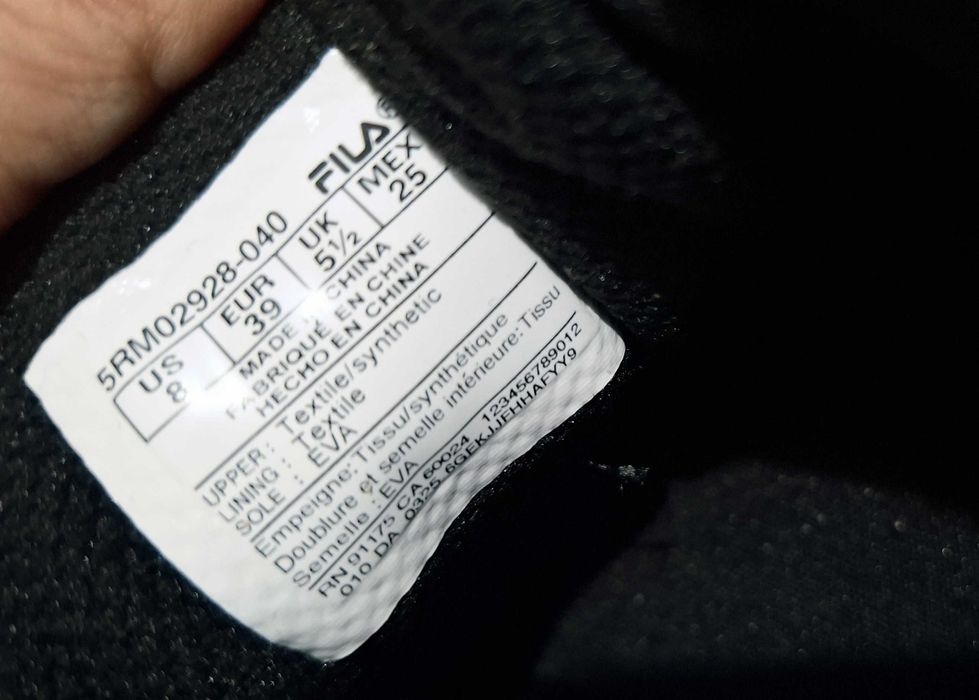 FILA®
5RM02928-040
US EUR UK MEX
8 39 5½ 25
MADE IN CHINA
FABRIQUÉ EN CHINE
HECHO EN CHINA
UPPER: Textile/synthetic
LINING: Textile
SOLE: EVA
Empeigne: Tissu/synthétique
Doublure et semelle intérieure: Tissu
Semelle: EVA
RN 91175 CA 60024 123456789012
010 DA 0325